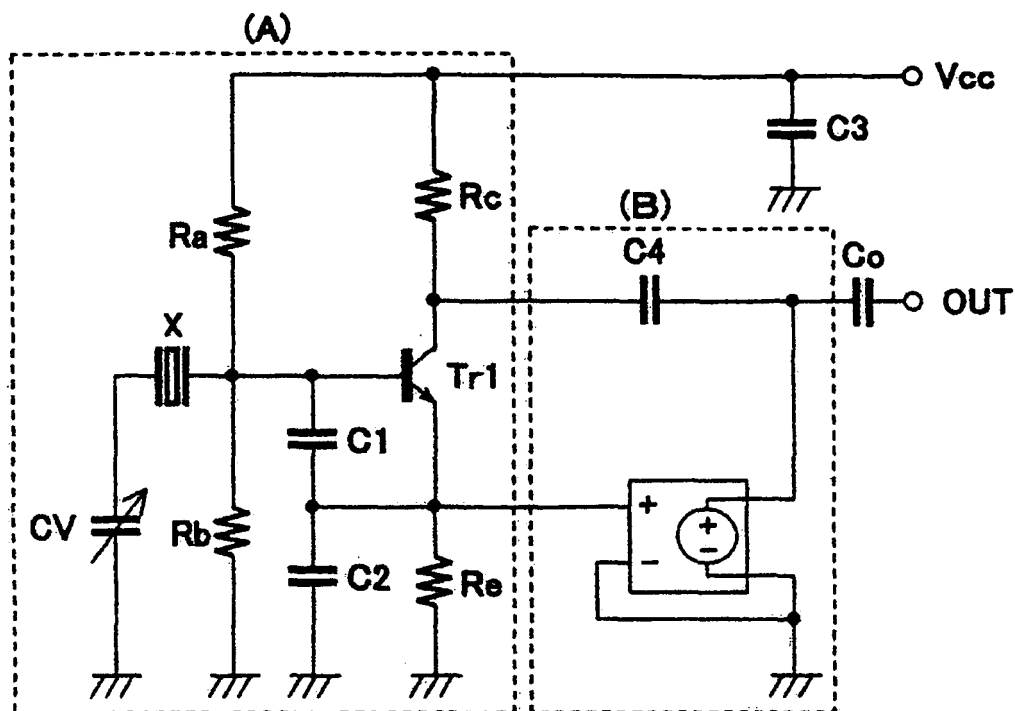 (A)
Vcc
C3
Rc
(B)
Ra
C4
Co
OUT
X
Tr1
C1
CV
Rb
C2
Re
+
−
+
−